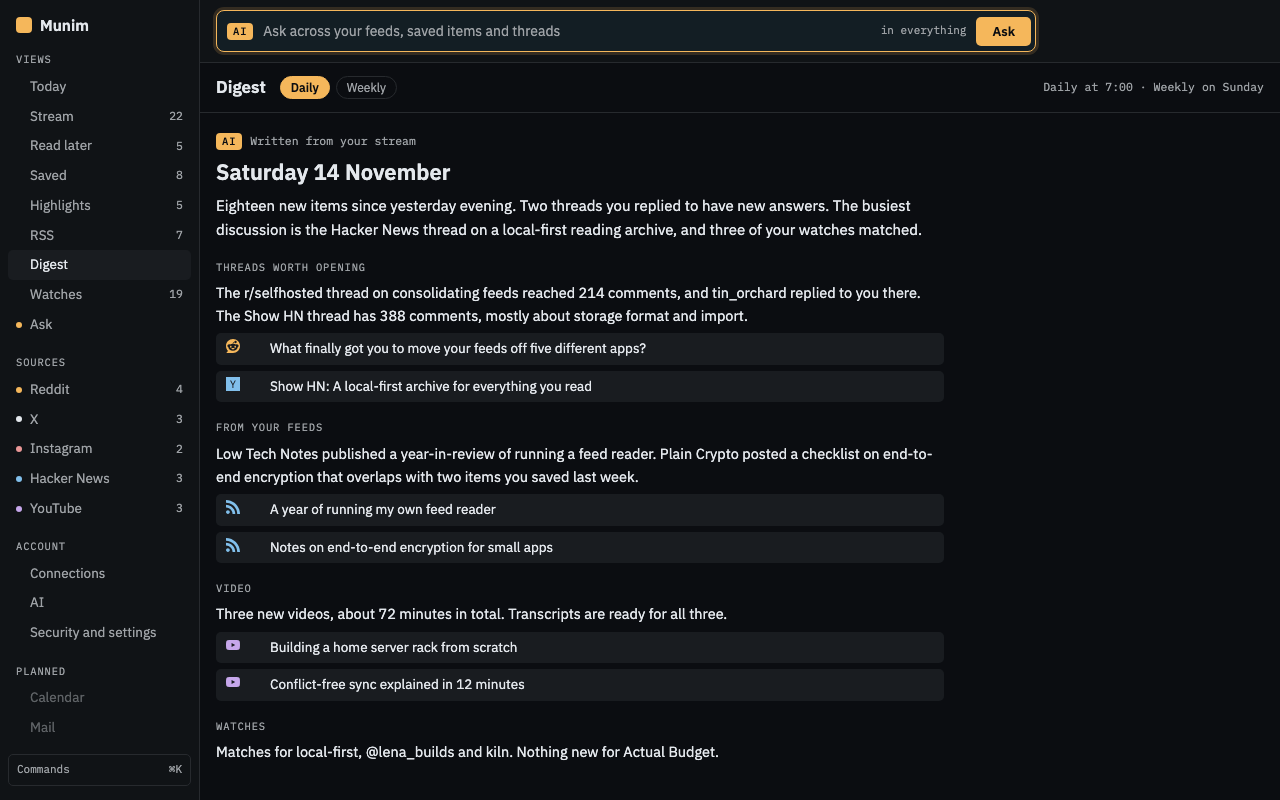 Munim
VIEWS
Today
Stream 22
Read later 5
Saved 8
Highlights 5
RSS 7
Digest
Watches 19
Ask
SOURCES
Reddit 4
X 3
Instagram 2
Hacker News 3
YouTube 3
ACCOUNT
Connections
AI
Security and settings
PLANNED
Calendar
Mail
Commands ⌘K
AI Ask across your feeds, saved items and threads in everything Ask
Digest Daily Weekly Daily at 7:00 · Weekly on Sunday
AI Written from your stream
Saturday 14 November
Eighteen new items since yesterday evening. Two threads you replied to have new answers. The busiest
discussion is the Hacker News thread on a local-first reading archive, and three of your watches matched.
THREADS WORTH OPENING
The r/selfhosted thread on consolidating feeds reached 214 comments, and tin_orchard replied to you there.
The Show HN thread has 388 comments, mostly about storage format and import.
What finally got you to move your feeds off five different apps?
Y Show HN: A local-first archive for everything you read
FROM YOUR FEEDS
Low Tech Notes published a year-in-review of running a feed reader. Plain Crypto posted a checklist on end-to-
end encryption that overlaps with two items you saved last week.
A year of running my own feed reader
Notes on end-to-end encryption for small apps
VIDEO
Three new videos, about 72 minutes in total. Transcripts are ready for all three.
Building a home server rack from scratch
Conflict-free sync explained in 12 minutes
WATCHES
Matches for local-first, @lena_builds and kiln. Nothing new for Actual Budget.